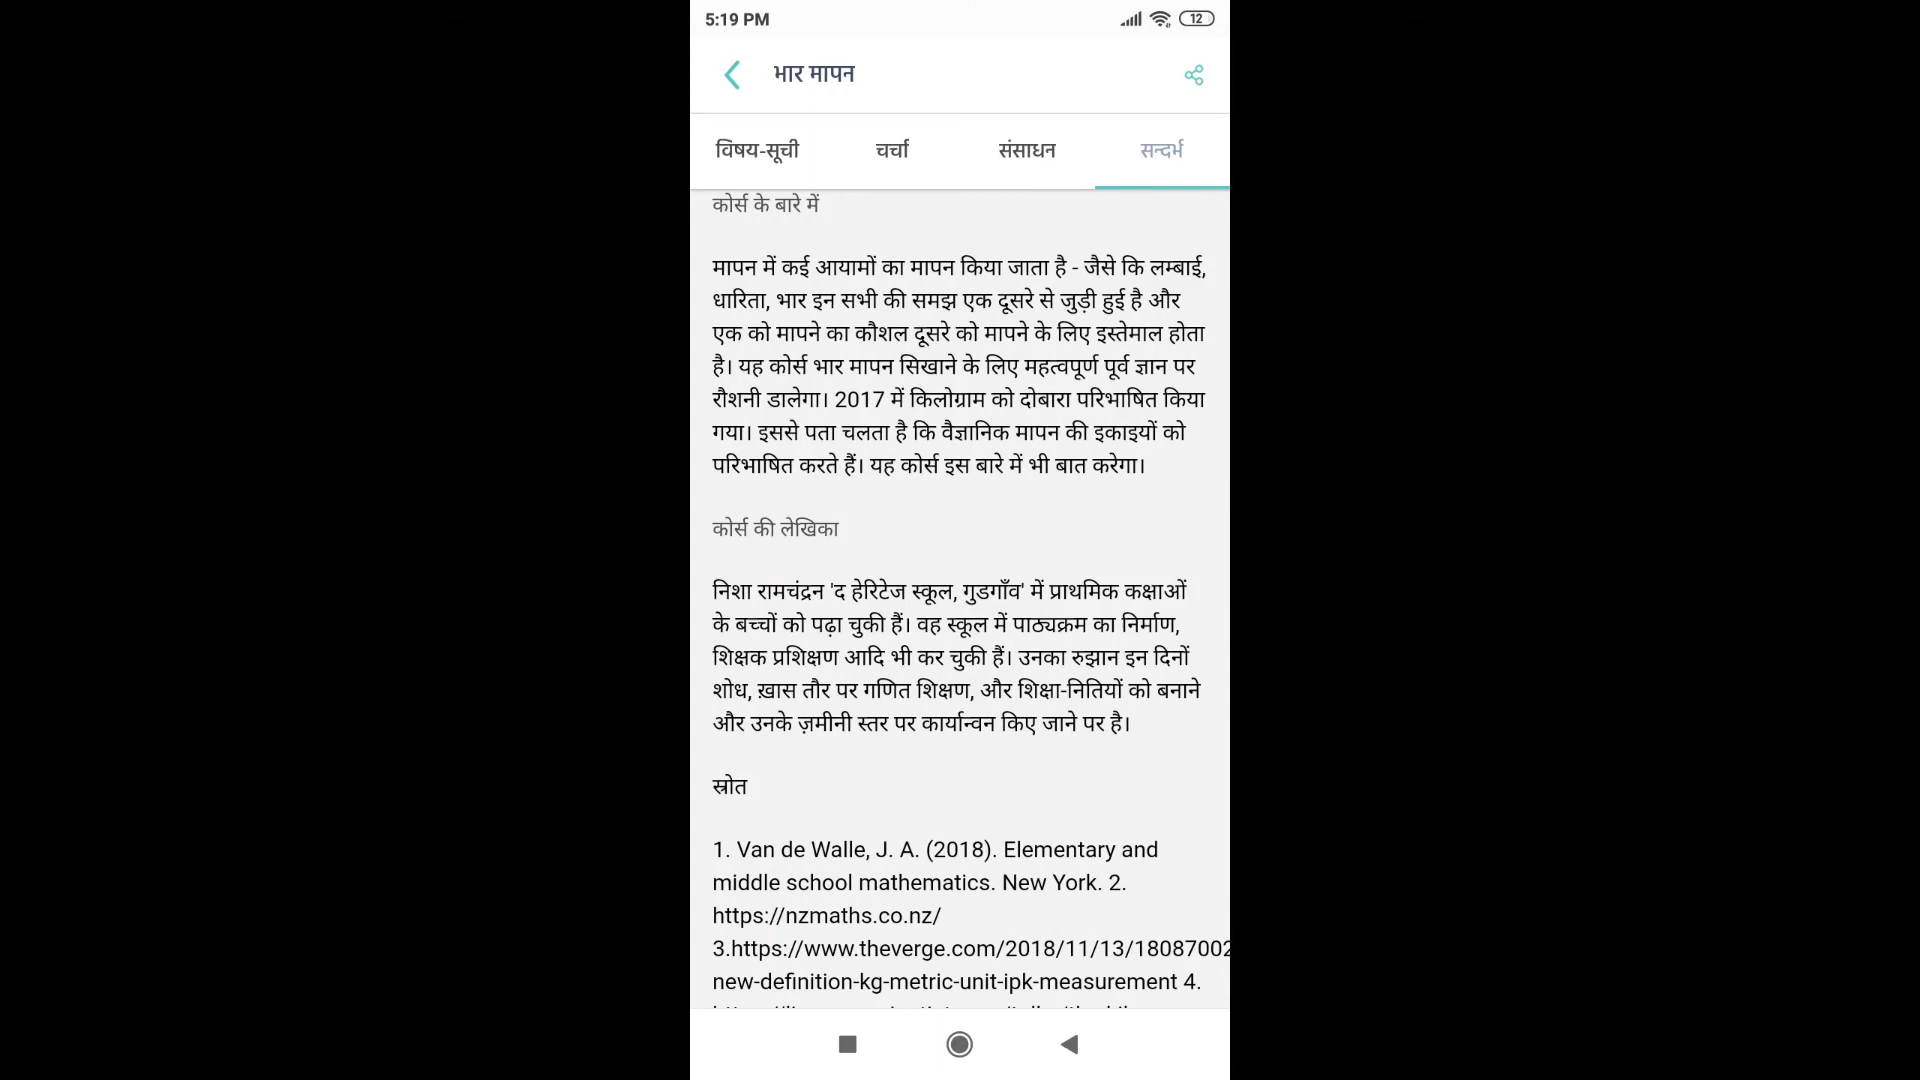 5:19 PM
12
भार मापन
विषय-सूची चर्चा संसाधन सन्दर्भ
कोर्स के बारे में
मापन में कई आयामों का मापन किया जाता है - जैसे कि लम्बाई,
धारिता, भार इन सभी की समझ एक दूसरे से जुड़ी हुई है और
एक को मापने का कौशल दूसरे को मापने के लिए इस्तेमाल होता
है। यह कोर्स भार मापन सिखाने के लिए महत्वपूर्ण पूर्व ज्ञान पर
रौशनी डालेगा। 2017 में किलोग्राम को दोबारा परिभाषित किया
गया। इससे पता चलता है कि वैज्ञानिक मापन की इकाइयों को
परिभाषित करते हैं। यह कोर्स इस बारे में भी बात करेगा।
कोर्स की लेखिका
निशा रामचंद्रन 'द हेरिटेज स्कूल, गुडगाँव' में प्राथमिक कक्षाओं
के बच्चों को पढ़ा चुकी हैं। वह स्कूल में पाठ्यक्रम का निर्माण,
शिक्षक प्रशिक्षण आदि भी कर चुकी हैं। उनका रुझान इन दिनों
शोध, ख़ास तौर पर गणित शिक्षण, और शिक्षा-नितियों को बनाने
और उनके ज़मीनी स्तर पर कार्यान्वन किए जाने पर है।
स्रोत
1. Van de Walle, J. A. (2018). Elementary and
middle school mathematics. New York. 2.
https://nzmaths.co.nz/
3.https://www.theverge.com/2018/11/13/18087002
new-definition-kg-metric-unit-ipk-measurement 4.